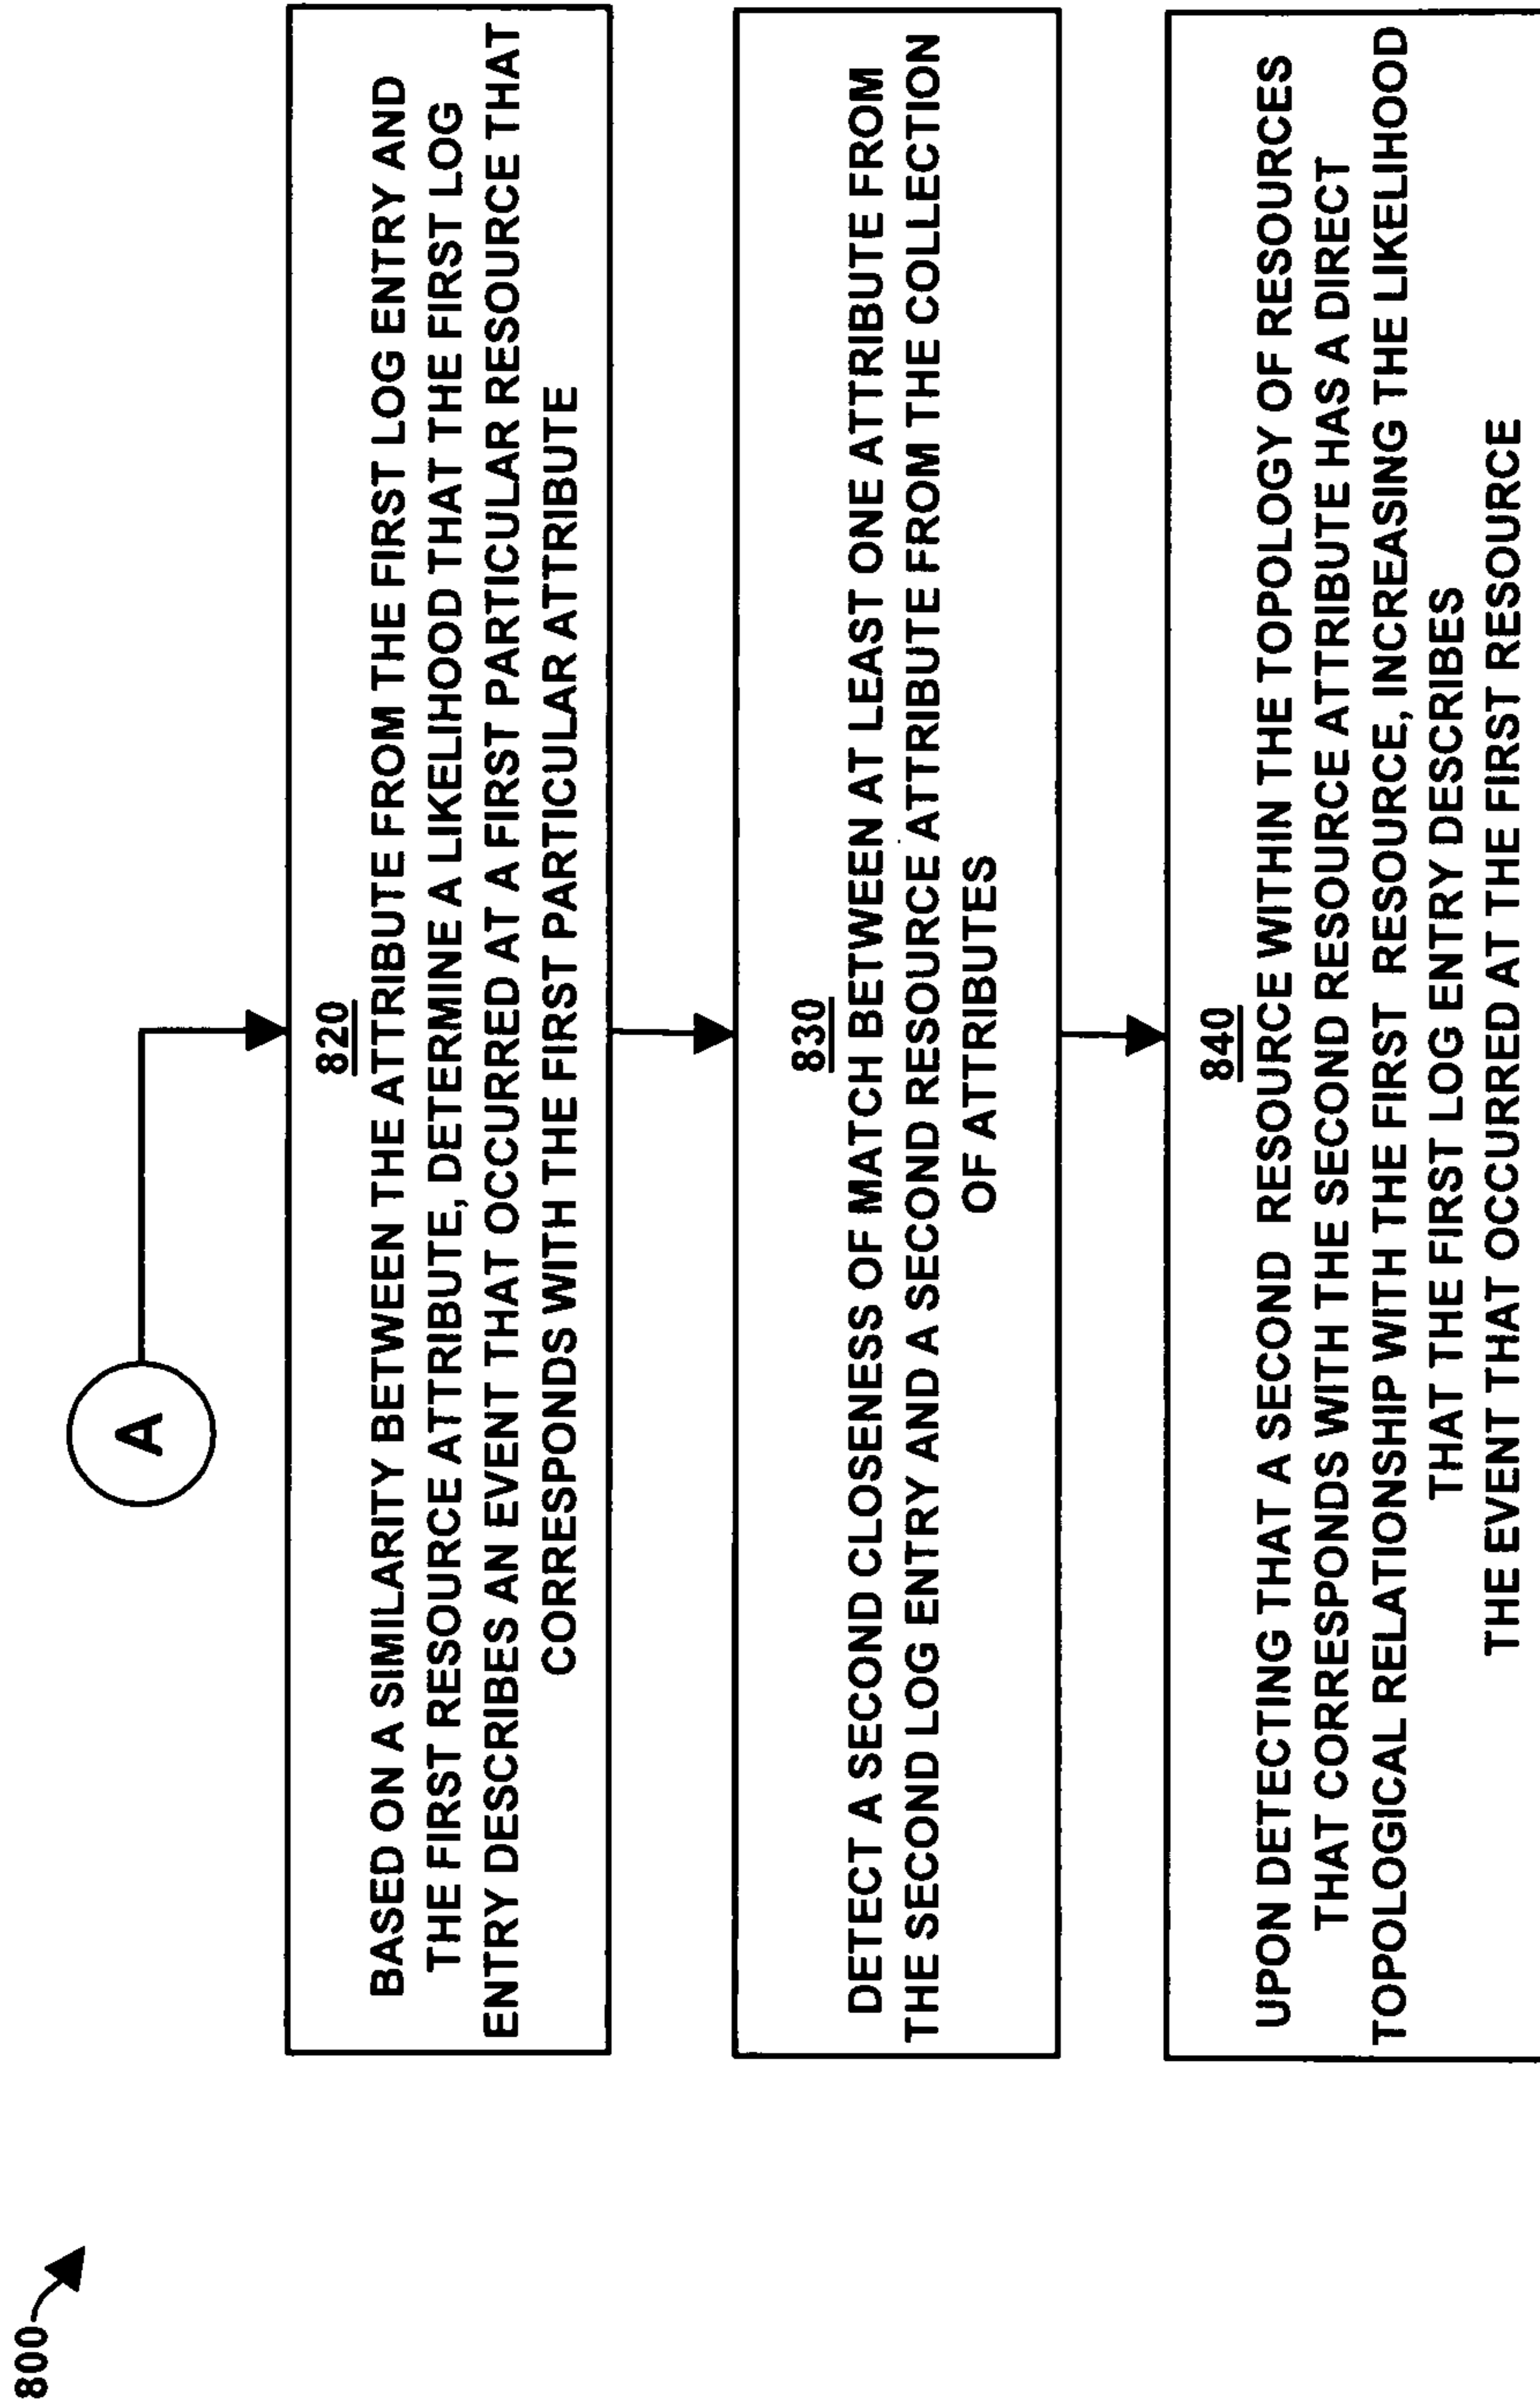 800
A
820
BASED ON A SIMILARITY BETWEEN THE ATTRIBUTE FROM THE FIRST LOG ENTRY AND
THE FIRST RESOURCE ATTRIBUTE, DETERMINE A LIKELIHOOD THAT THE FIRST LOG
ENTRY DESCRIBES AN EVENT THAT OCCURRED AT A FIRST PARTICULAR RESOURCE THAT
CORRESPONDS WITH THE FIRST PARTICULAR ATTRIBUTE
830
DETECT A SECOND CLOSENESS OF MATCH BETWEEN AT LEAST ONE ATTRIBUTE FROM
THE SECOND LOG ENTRY AND A SECOND RESOURCE ATTRIBUTE FROM THE COLLECTION
OF ATTRIBUTES
840
UPON DETECTING THAT A SECOND RESOURCE WITHIN THE TOPOLOGY OF RESOURCES
THAT CORRESPONDS WITH THE SECOND RESOURCE ATTRIBUTE HAS A DIRECT
TOPOLOGICAL RELATIONSHIP WITH THE FIRST RESOURCE, INCREASING THE LIKELIHOOD
THAT THE FIRST LOG ENTRY DESCRIBES
THE EVENT THAT OCCURRED AT THE FIRST RESOURCE